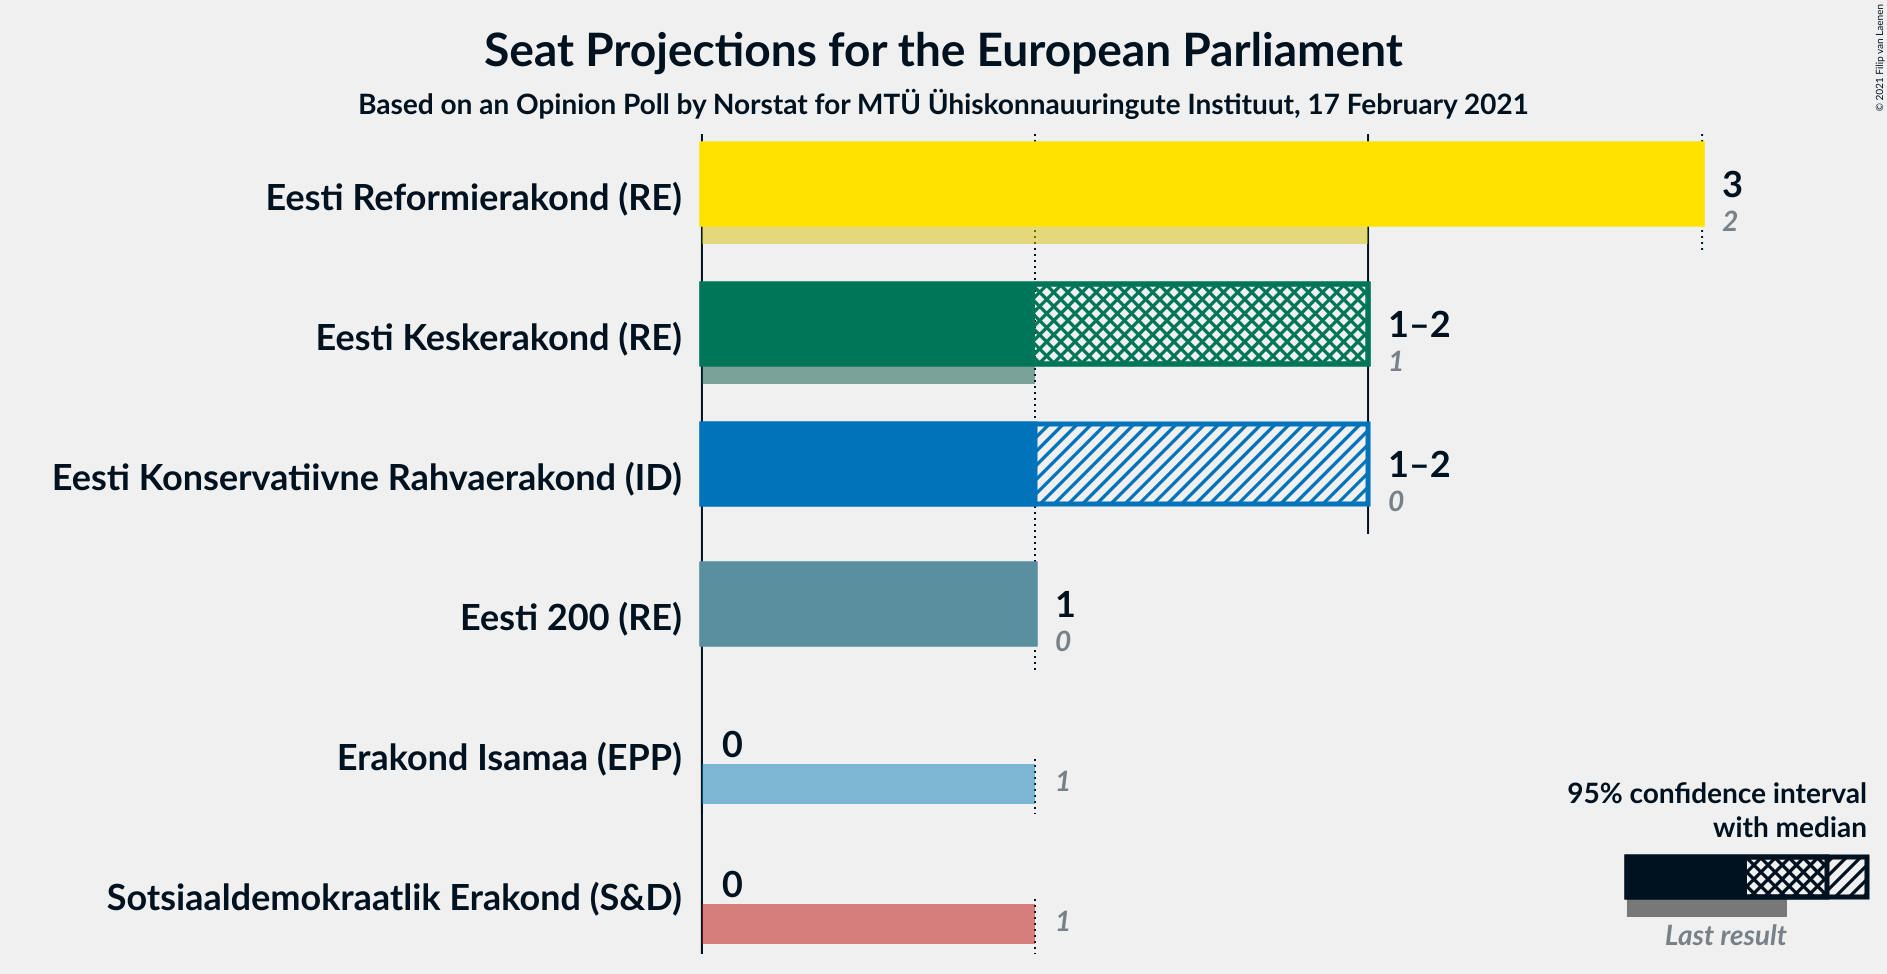 Seat Projections for the European Parliament
Based on an Opinion Poll by Norstat for MTÜ Ühiskonnauuringute Instituut, 17 February 2021
© 2021 Filip van Laenen
Eesti Reformierakond (RE)
3
2
Eesti Keskerakond (RE)
1–2
1
Eesti Konservatiivne Rahvaerakond (ID)
1–2
0
Eesti 200 (RE)
1
0
Erakond Isamaa (EPP)
0
1
Sotsiaaldemokraatlik Erakond (S&D)
0
1
95% confidence interval
with median
Last result